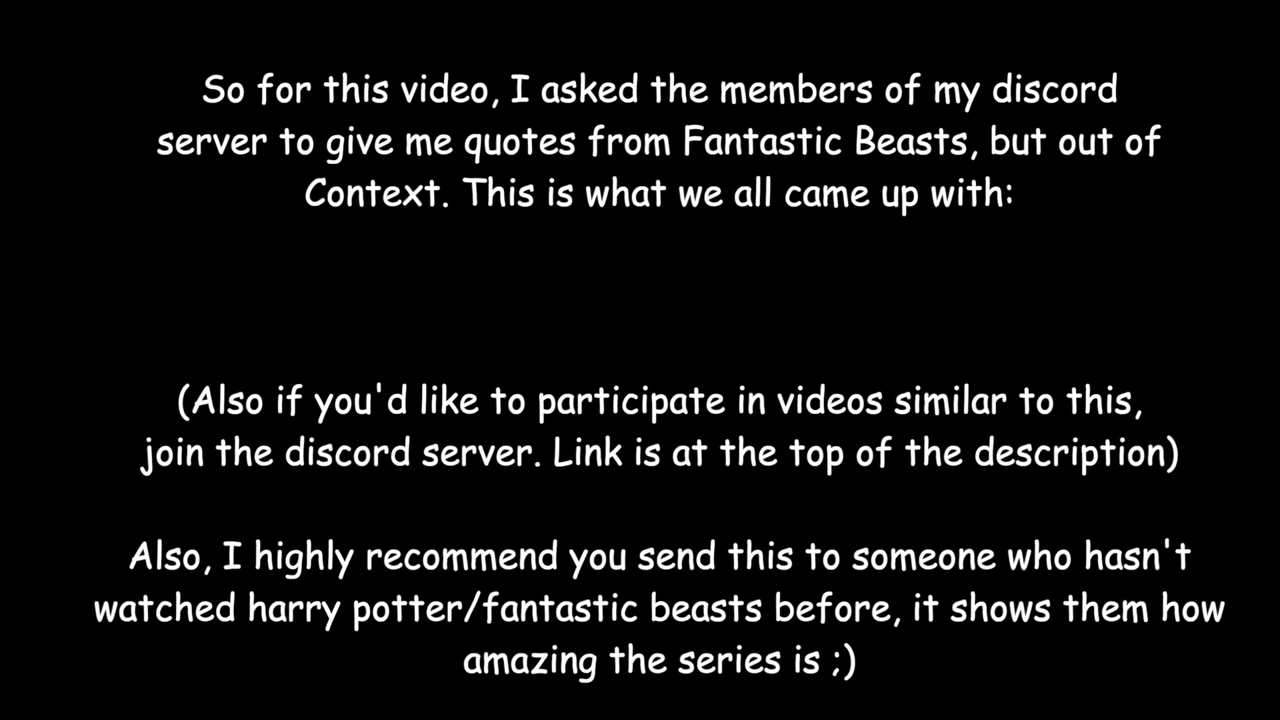 So for this video, I asked the members of my discord
server to give me quotes from Fantastic Beasts, but out of
Context. This is what we all came up with:
(Also if you'd like to participate in videos similar to this,
join the discord server. Link is at the top of the description)
Also, I highly recommend you send this to someone who hasn't
watched harry potter/fantastic beasts before, it shows them how
amazing the series is ;)